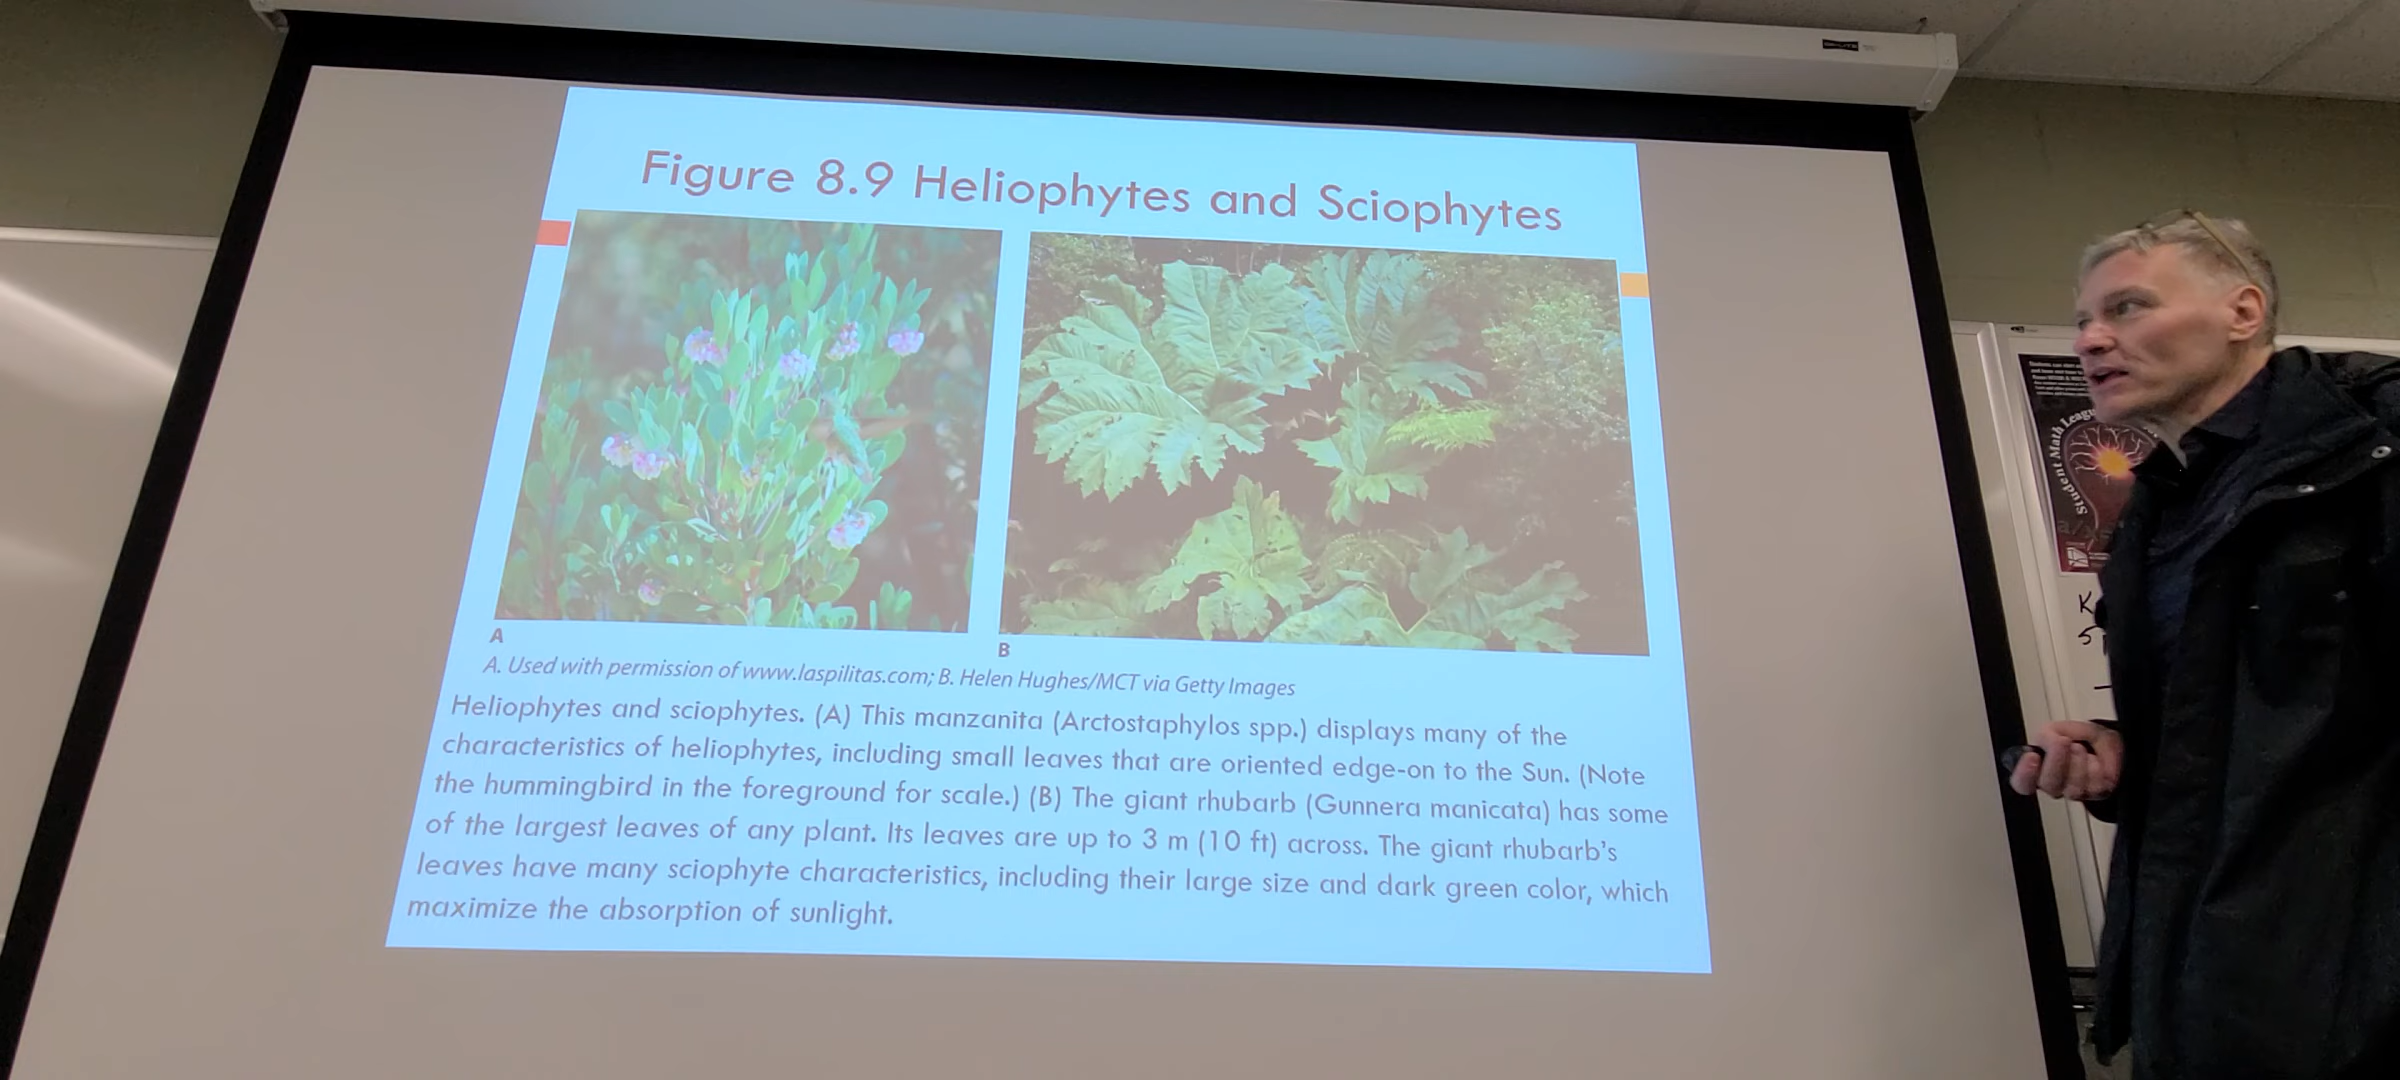 Figure 8.9 Heliophytes and Sciophytes
A
B
A. Used with permission of www.laspilitas.com; B. Helen Hughes/MCT via Getty Images
Heliophytes and sciophytes. (A) This manzanita (Arctostaphylos spp.) displays many of the
characteristics of heliophytes, including small leaves that are oriented edge-on to the Sun. (Note
the hummingbird in the foreground for scale.) (B) The giant rhubarb (Gunnera manicata) has some
of the largest leaves of any plant. Its leaves are up to 3 m (10 ft) across. The giant rhubarb's
leaves have many sciophyte characteristics, including their large size and dark green color, which
maximize the absorption of sunlight.
Student Math Leag
K
5